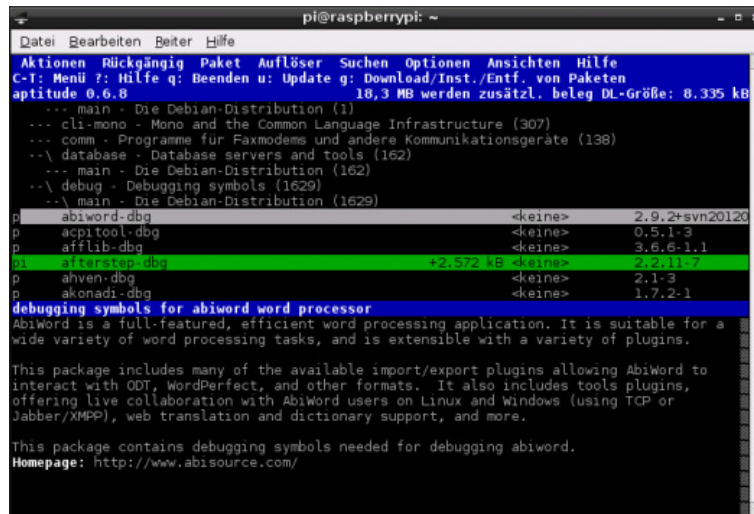 pi@raspberrypi: ~
Datei Bearbeiten Reiter Hilfe
Aktionen Rückgängig Paket Auflöser Suchen Optionen Ansichten Hilfe
C-T: Menü ?: Hilfe q: Beenden u: Update g: Download/Inst./Entf. von Paketen
aptitude 0.6.8 18,3 MB werden zusätzl. beleg DL-Größe: 8.335 kB
--- main - Die Debian-Distribution (1)
--- cli-mono - Mono and the Common Language Infrastructure (307)
--- comm - Programme für Faxmodems und andere Kommunikationsgeräte (138)
--\ database - Database servers and tools (162)
--- main - Die Debian-Distribution (162)
--\ debug - Debugging symbols (1629)
--\ main - Die Debian-Distribution (1629)
p abiword-dbg <keine> 2.9.2+svn20120
p acpitool-dbg <keine> 0.5.1-3
p afflib-dbg <keine> 3.6.6-1.1
pi afterstep-dbg +2.572 kB <keine> 2.2.11-7
p ahven-dbg <keine> 2.1-3
p akonadi-dbg <keine> 1.7.2-1
debugging symbols for abiword word processor
AbiWord is a full-featured, efficient word processing application. It is suitable for a
wide variety of word processing tasks, and is extensible with a variety of plugins.
This package includes many of the available import/export plugins allowing AbiWord to
interact with ODT, WordPerfect, and other formats. It also includes tools plugins,
offering live collaboration with AbiWord users on Linux and Windows (using TCP or
Jabber/XMPP), web translation and dictionary support, and more.
This package contains debugging symbols needed for debugging abiword.
Homepage: http://www.abisource.com/